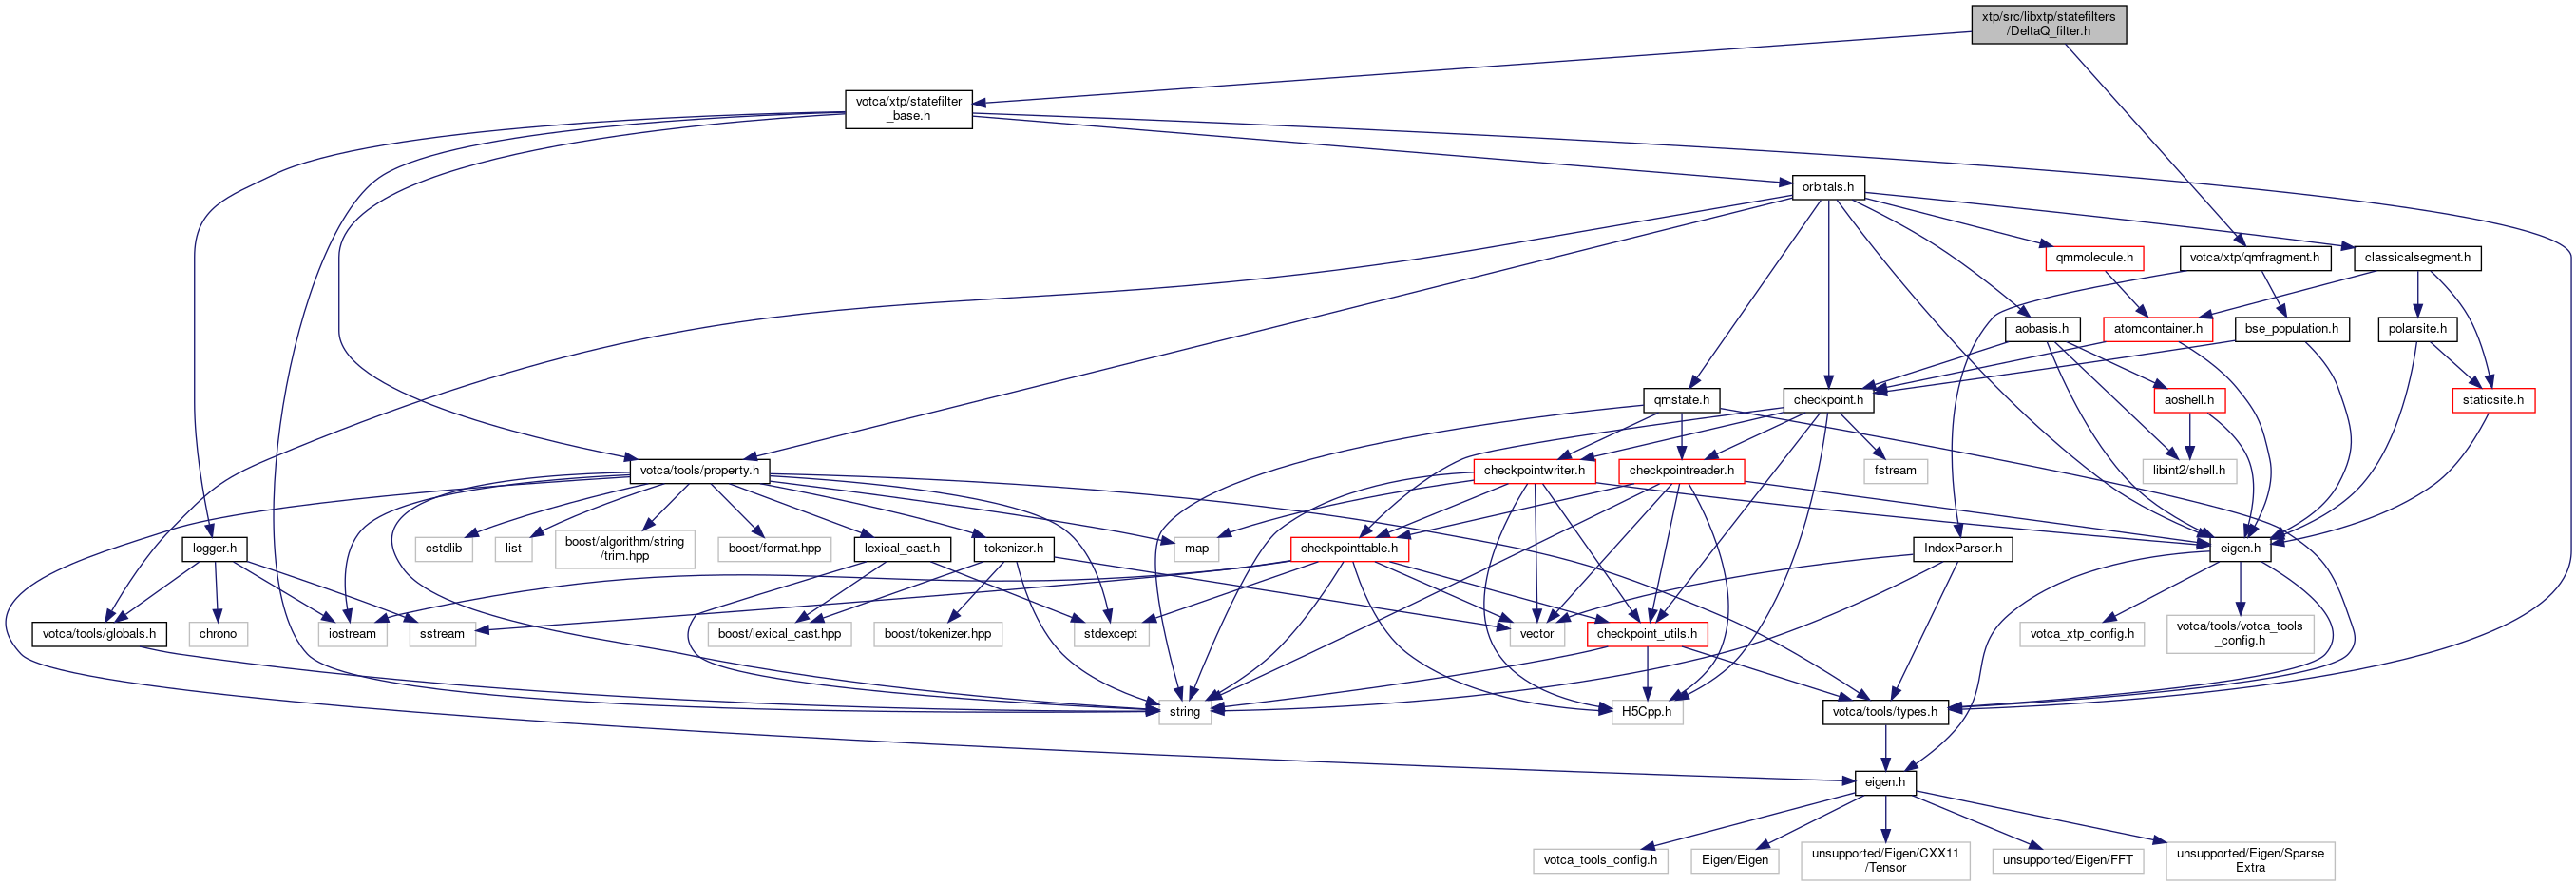 xtp/src/libxtp/statefilters
/DeltaQ_filter.h
votca/xtp/statefilter
_base.h
orbitals.h
qmmolecule.h
votca/xtp/qmfragment.h
classicalsegment.h
aobasis.h
atomcontainer.h
bse_population.h
polarsite.h
qmstate.h
checkpoint.h
aoshell.h
staticsite.h
votca/tools/property.h
checkpointwriter.h
checkpointreader.h
fstream
libint2/shell.h
logger.h
cstdlib
list
boost/algorithm/string
/trim.hpp
boost/format.hpp
lexical_cast.h
tokenizer.h
map
checkpointtable.h
IndexParser.h
eigen.h
votca/tools/globals.h
chrono
iostream
sstream
boost/lexical_cast.hpp
boost/tokenizer.hpp
stdexcept
vector
checkpoint_utils.h
votca_xtp_config.h
votca/tools/votca_tools
_config.h
string
H5Cpp.h
votca/tools/types.h
eigen.h
votca_tools_config.h
Eigen/Eigen
unsupported/Eigen/CXX11
/Tensor
unsupported/Eigen/FFT
unsupported/Eigen/Sparse
Extra